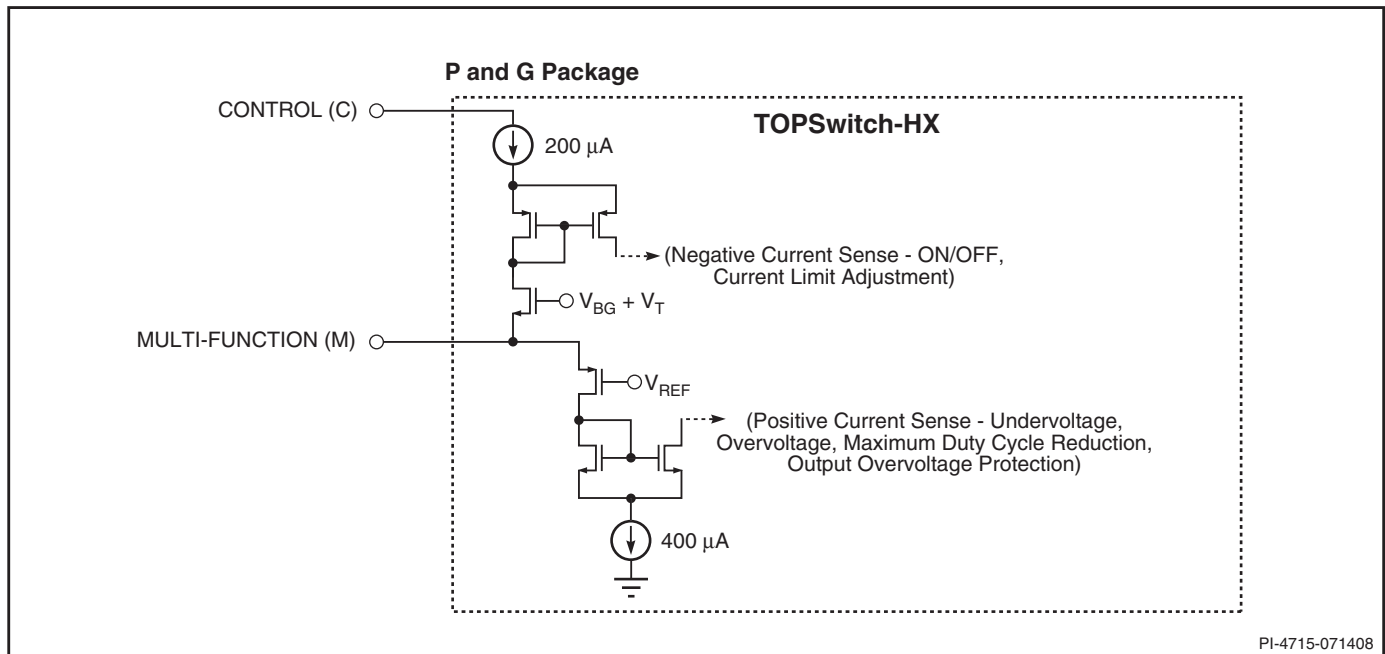 P and G Package
CONTROL (C)
TOPSwitch-HX
200 μA
(Negative Current Sense - ON/OFF,
Current Limit Adjustment)
V_BG + V_T
MULTI-FUNCTION (M)
V_REF
(Positive Current Sense - Undervoltage,
Overvoltage, Maximum Duty Cycle Reduction,
Output Overvoltage Protection)
400 μA
PI-4715-071408